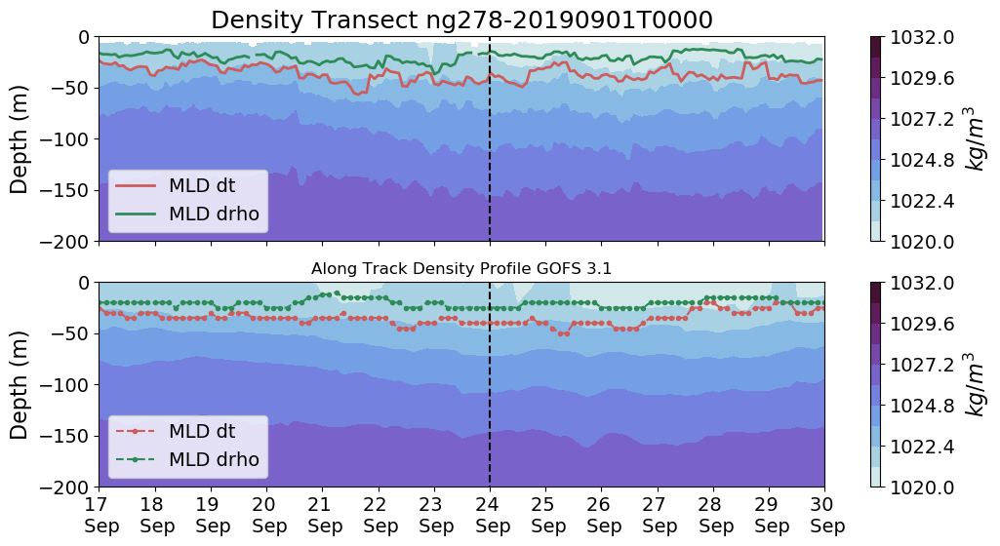 Density Transect ng278-20190901T0000
0
−50
−100
−150
−200
Depth (m)
MLD dt
MLD drho
1032.0
1029.6
1027.2
1024.8
1022.4
1020.0
kg/m³
Along Track Density Profile GOFS 3.1
0
−50
−100
−150
−200
Depth (m)
MLD dt
MLD drho
1032.0
1029.6
1027.2
1024.8
1022.4
1020.0
kg/m³
17 18 19 20 21 22 23 24 25 26 27 28 29 30
Sep Sep Sep Sep Sep Sep Sep Sep Sep Sep Sep Sep Sep Sep